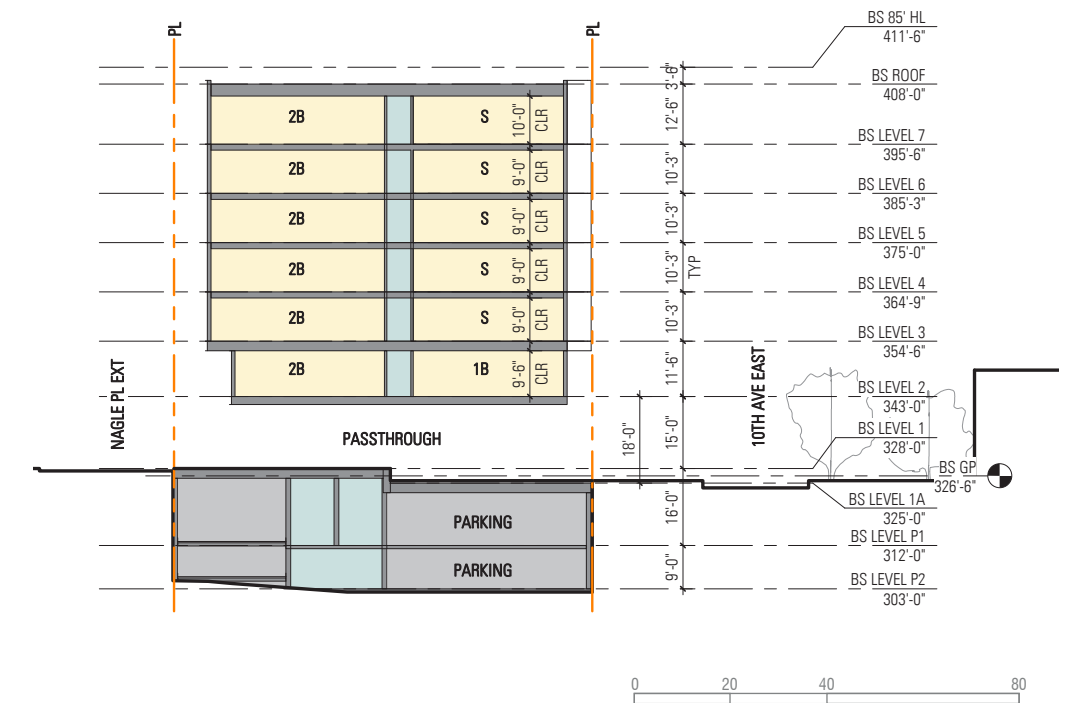 PL
PL
BS 85' HL
411'-6"
BS ROOF
408'-0"
3'-6"
2B
S
10'-0"
CLR
12'-6"
BS LEVEL 7
395'-6"
2B
S
9'-0"
CLR
10'-3"
BS LEVEL 6
385'-3"
2B
S
9'-0"
CLR
10'-3"
BS LEVEL 5
375'-0"
2B
S
9'-0"
CLR
10'-3"
TYP
BS LEVEL 4
364'-9"
2B
S
9'-0"
CLR
10'-3"
BS LEVEL 3
354'-6"
2B
1B
9'-6"
CLR
11'-6"
BS LEVEL 2
343'-0"
NAGLE PL EXT
PASSTHROUGH
18'-0"
15'-0"
10TH AVE EAST
BS LEVEL 1
328'-0"
BS GP
326'-6"
BS LEVEL 1A
325'-0"
PARKING
16'-0"
BS LEVEL P1
312'-0"
PARKING
9'-0"
BS LEVEL P2
303'-0"
0 20 40 80